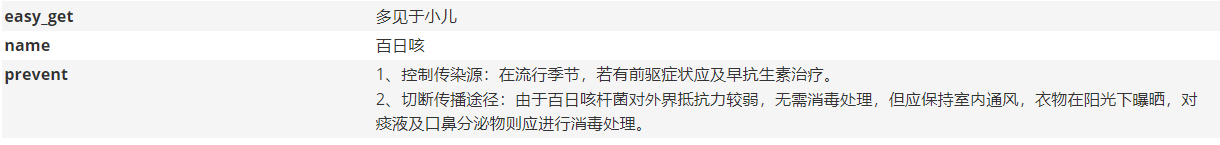 easy_get 多见于小儿
name 百日咳
prevent 1、控制传染源：在流行季节，若有前驱症状应及早抗生素治疗。
2、切断传播途径：由于百日咳杆菌对外界抵抗力较弱，无需消毒处理，但应保持室内通风，衣物在阳光下曝晒，对
痰液及口鼻分泌物则应进行消毒处理。